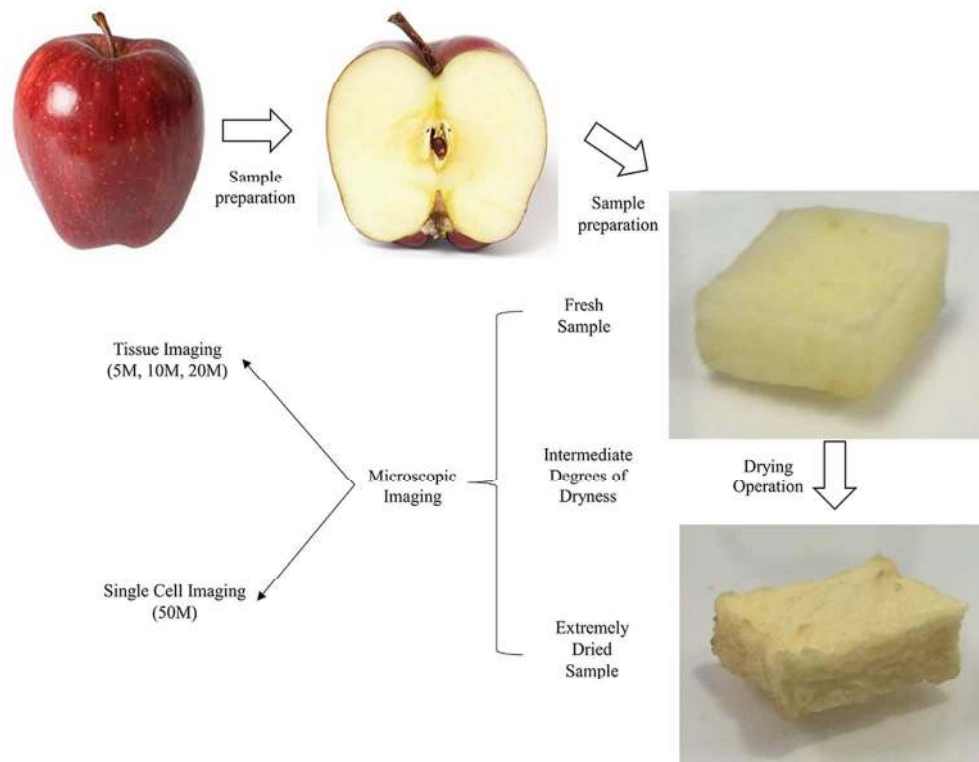 Sample
preparation
Sample
preparation
Fresh
Sample
Tissue Imaging
(5M, 10M, 20M)
Intermediate
Degrees of
Dryness
Microscopic
Imaging
Drying
Operation
Single Cell Imaging
(50M)
Extremely
Dried
Sample